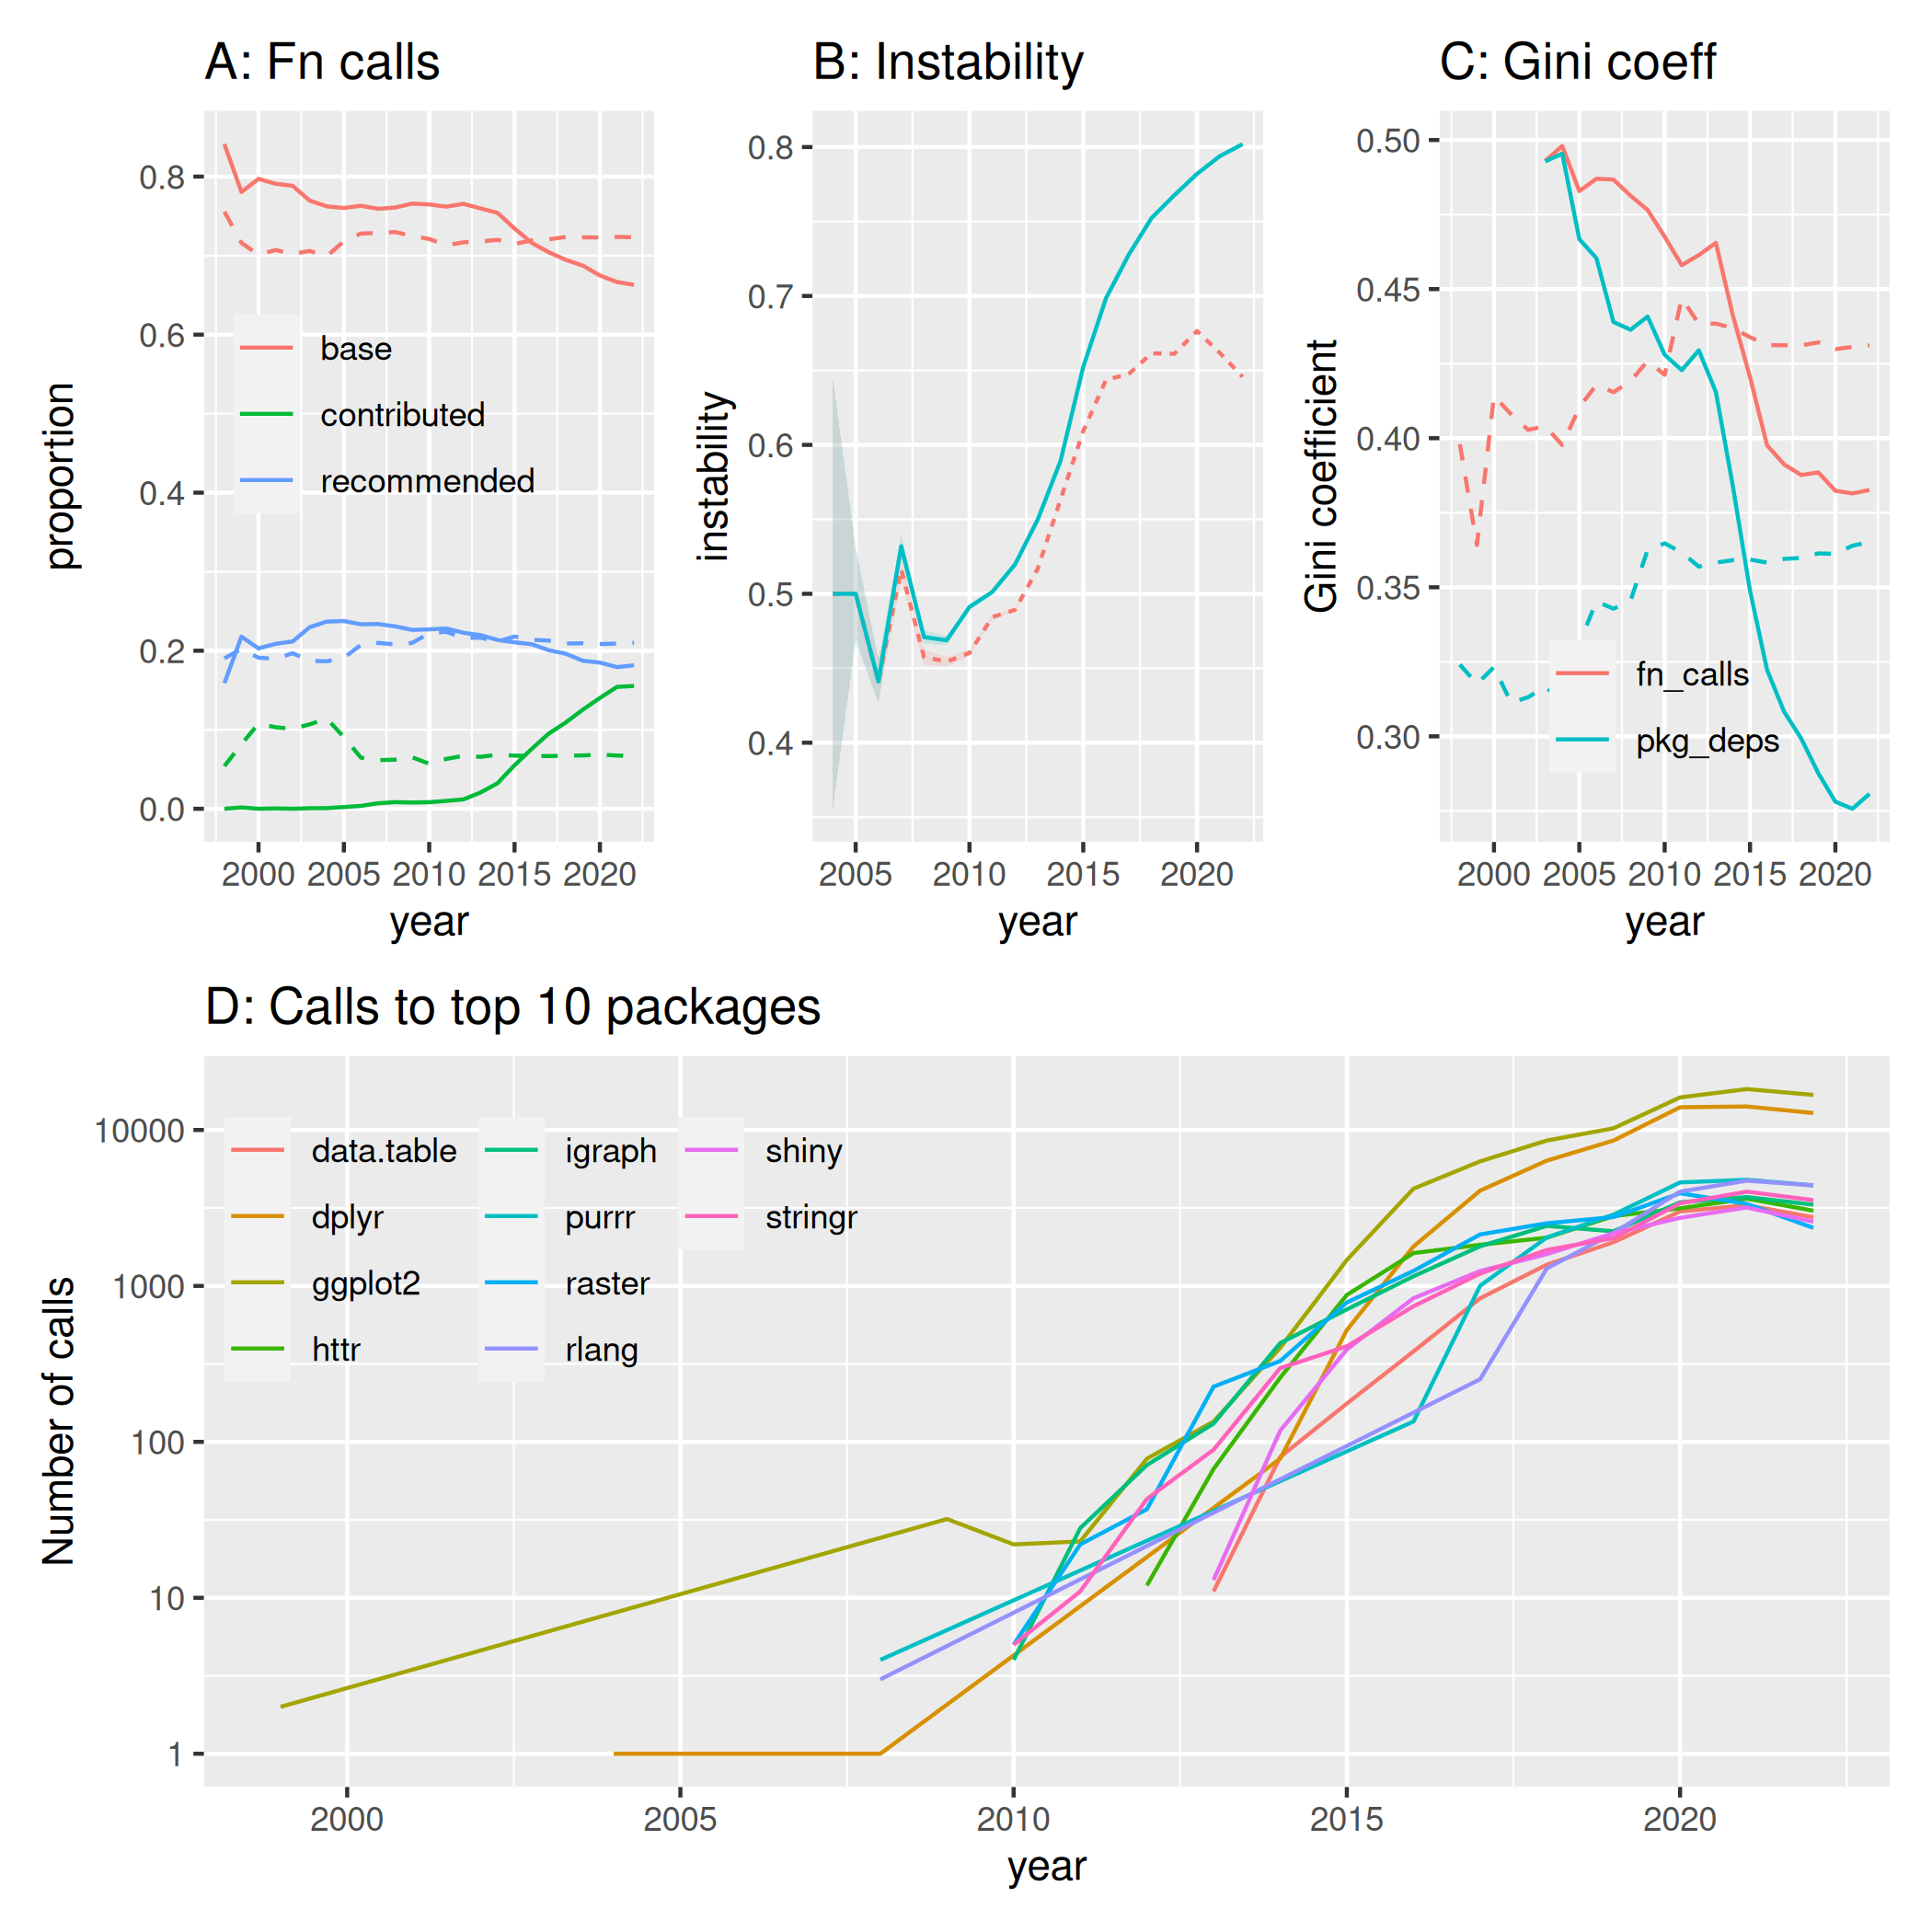 A: Fn calls
B: Instability
C: Gini coeff
proportion
0.8
0.6
0.4
0.2
0.0
base
contributed
recommended
2000 2005 2010 2015 2020
year
instability
0.8
0.7
0.6
0.5
0.4
2005 2010 2015 2020
year
Gini coefficient
0.50
0.45
0.40
0.35
0.30
fn_calls
pkg_deps
2000 2005 2010 2015 2020
year
D: Calls to top 10 packages
Number of calls
10000
1000
100
10
1
data.table igraph shiny
dplyr purrr stringr
ggplot2 raster
httr rlang
2000 2005 2010 2015 2020
year